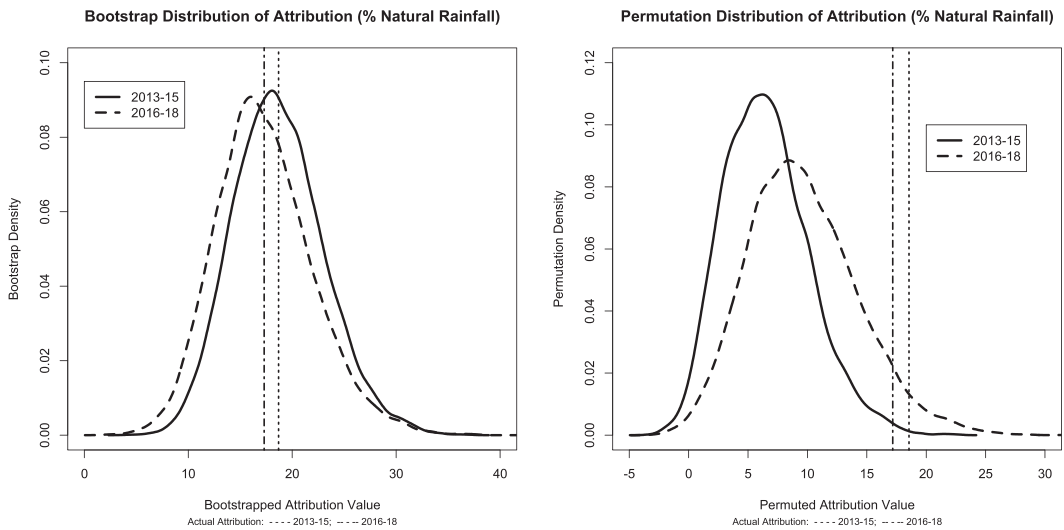 Bootstrap Distribution of Attribution (% Natural Rainfall)
0.10
0.08
0.06
0.04
0.02
0.00
Bootstrap Density
2013-15
2016-18
0 10 20 30 40
Bootstrapped Attribution Value
Actual Attribution: - - - - 2013-15; -- - -- 2016-18
Permutation Distribution of Attribution (% Natural Rainfall)
0.12
0.10
0.08
0.06
0.04
0.02
0.00
Permutation Density
2013-15
2016-18
-5 0 5 10 15 20 25 30
Permuted Attribution Value
Actual Attribution: - - - - 2013-15; -- - -- 2016-18